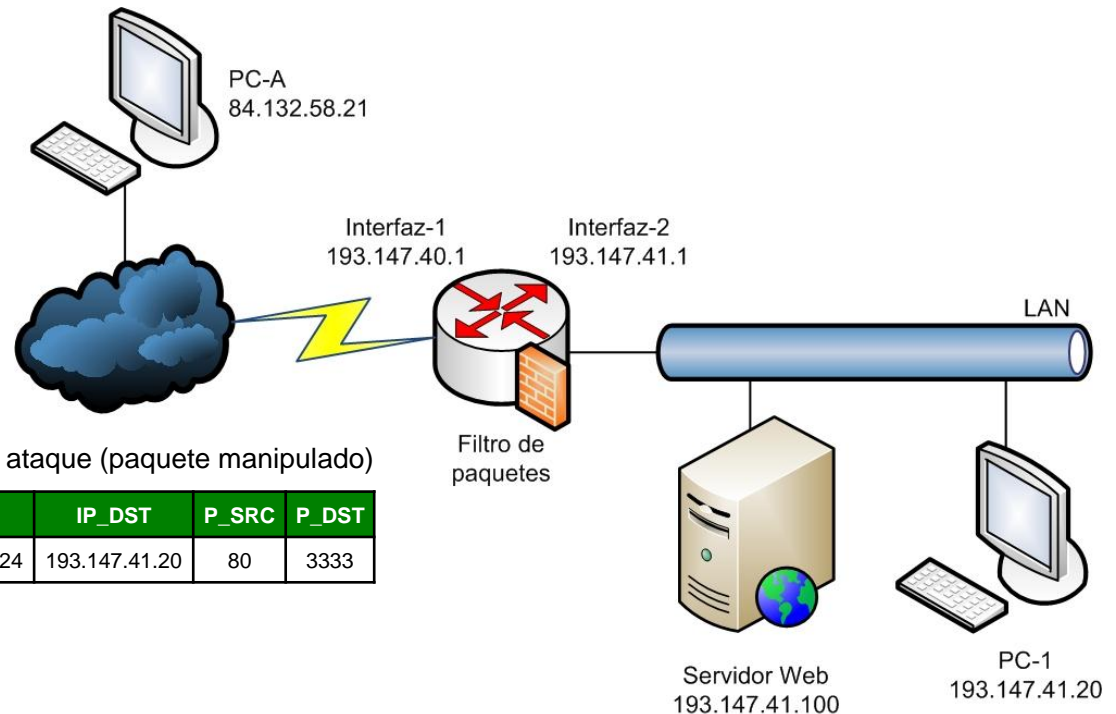 PC-A
84.132.58.21
Interfaz-1
193.147.40.1
Interfaz-2
193.147.41.1
LAN
Filtro de
paquetes
ataque (paquete manipulado)
IP_DST P_SRC P_DST
24 193.147.41.20 80 3333
Servidor Web
193.147.41.100
PC-1
193.147.41.20